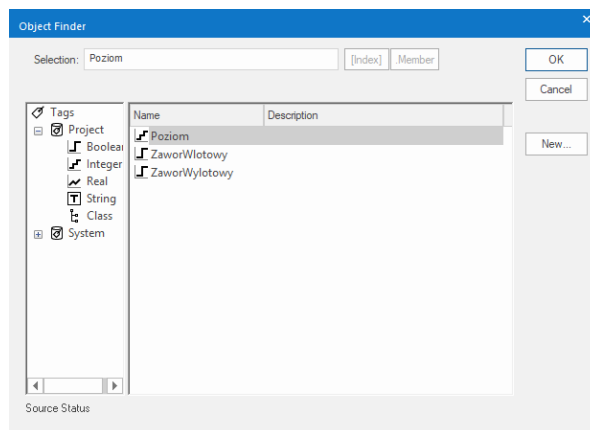 Object Finder
Selection: Poziom [Index] .Member OK
Cancel
New...
Tags
Project
Boolean
Integer
Real
String
Class
System
Name Description
Poziom
ZaworWlotowy
ZaworWylotowy
Source Status